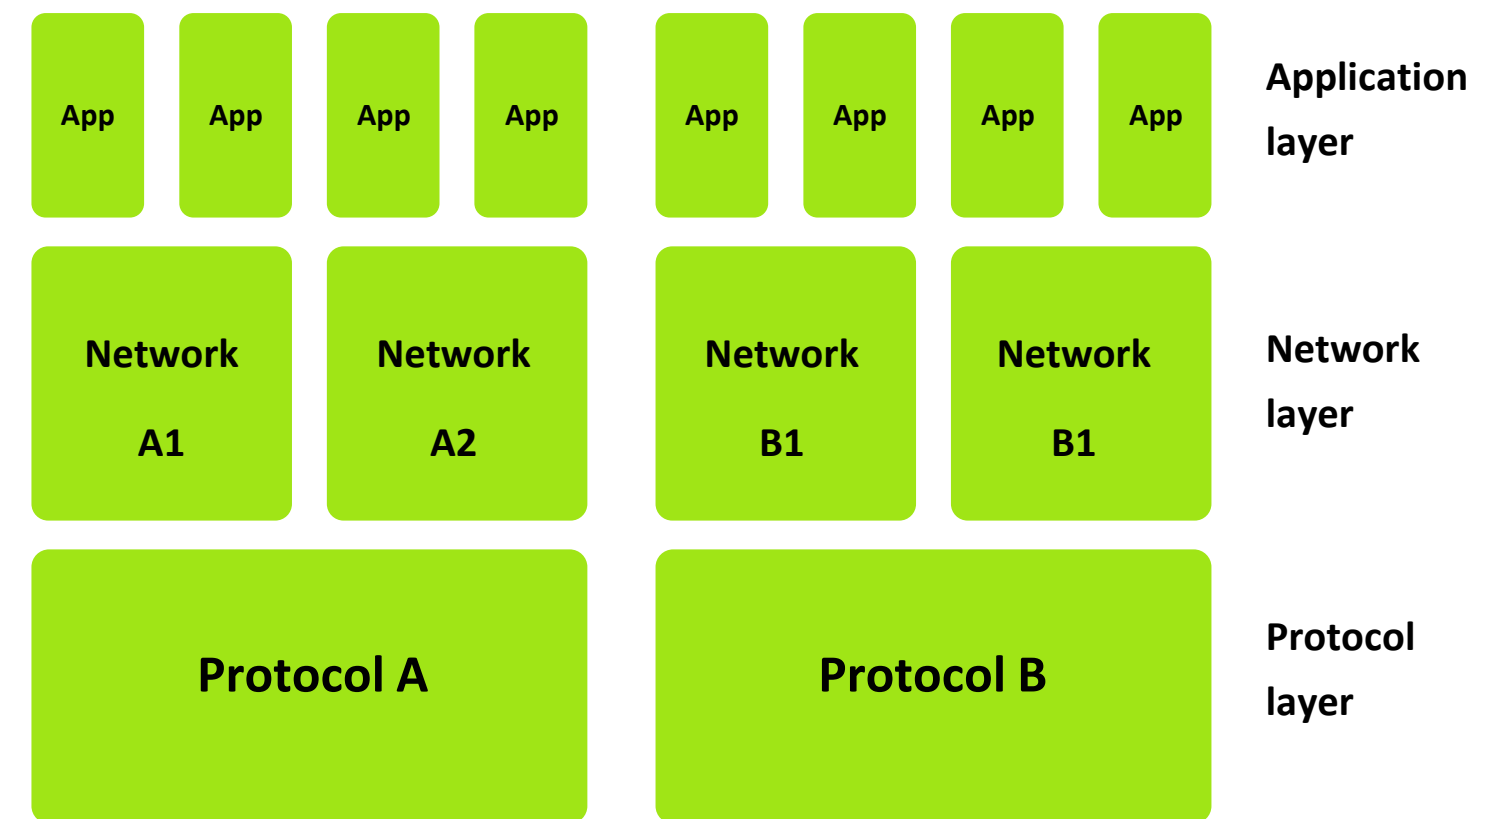 App App App App App App App App
Application
layer
Network Network Network Network
A1 A2 B1 B1
Network
layer
Protocol A Protocol B
Protocol
layer